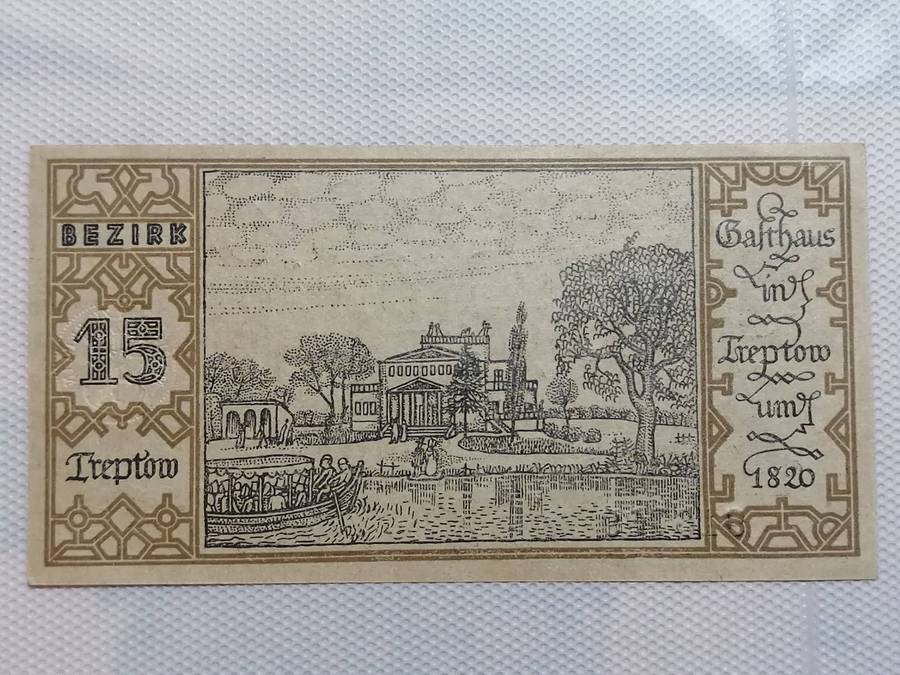 BEZIRK
15
Treptow
Gasthaus
in
Treptow
um
1820